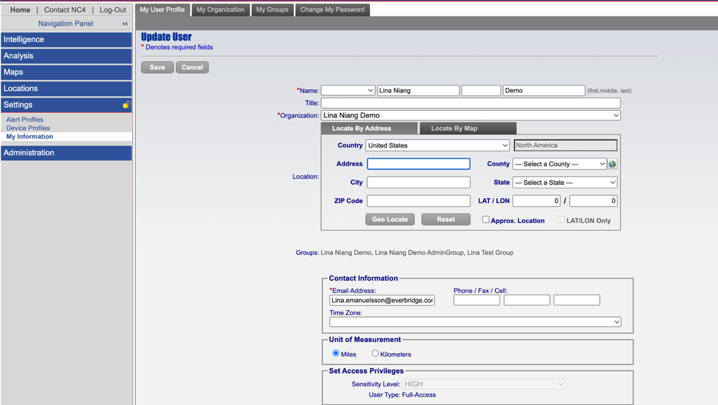 Home | Contact NC4 | Log-Out
Navigation Panel «
Intelligence
Analysis
Maps
Locations
Settings
Alert Profiles
Device Profiles
My Information
Administration
My User Profile My Organization My Groups Change My Password
Update User
* Denotes required fields
Save Cancel
*Name: Lina Niang Demo (first,middle, last)
Title:
*Organization: Lina Niang Demo
Locate By Address Locate By Map
Country United States North America
Address County --- Select a County ---
Location:
City State --- Select a State ---
ZIP Code LAT / LON 0 / 0
Geo Locate Reset Approx. Location LAT/LON Only
Groups: Lina Niang Demo, Lina Niang Demo AdminGroup, Lina Test Group
Contact Information
*Email Address: Phone / Fax / Cell:
Lina.emanuelsson@everbridge.co
Time Zone:
Unit of Measurement
Miles Kilometers
Set Access Privileges
Sensitivity Level: HIGH
User Type: Full-Access